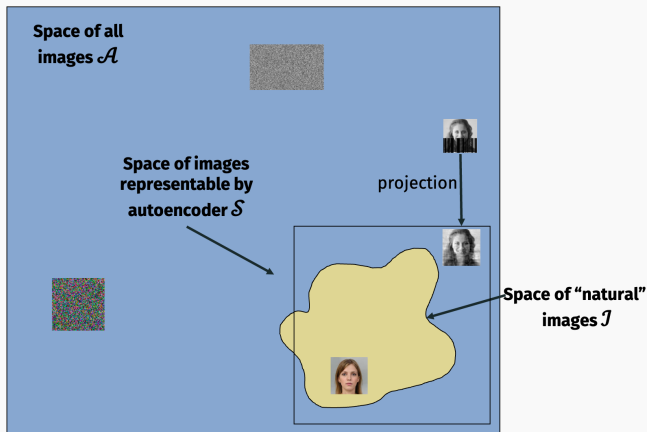 Space of all
images 𝒜
Space of images
representable by
autoencoder 𝒮
projection
Space of “natural”
images ℐ